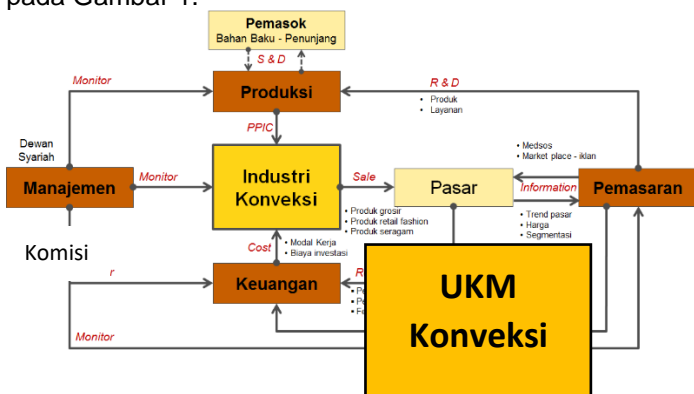 pada Gambar 1.
Pemasok
Bahan Baku - Penunjang
S & D
Monitor
Produksi
R & D
• Produk
• Layanan
PPIC
Dewan
Syariah
• Medsos
• Market place - iklan
Manajemen
Monitor
Industri
Konveksi
Sale
Pasar
Information
Pemasaran
• Produk grosir
• Produk retail fashion
• Produk seragam
• Trend pasar
• Harga
• Segmentasi
Komisi
Cost
• Modal Kerja
• Biaya investasi
r
Keuangan
UKM
Konveksi
Monitor